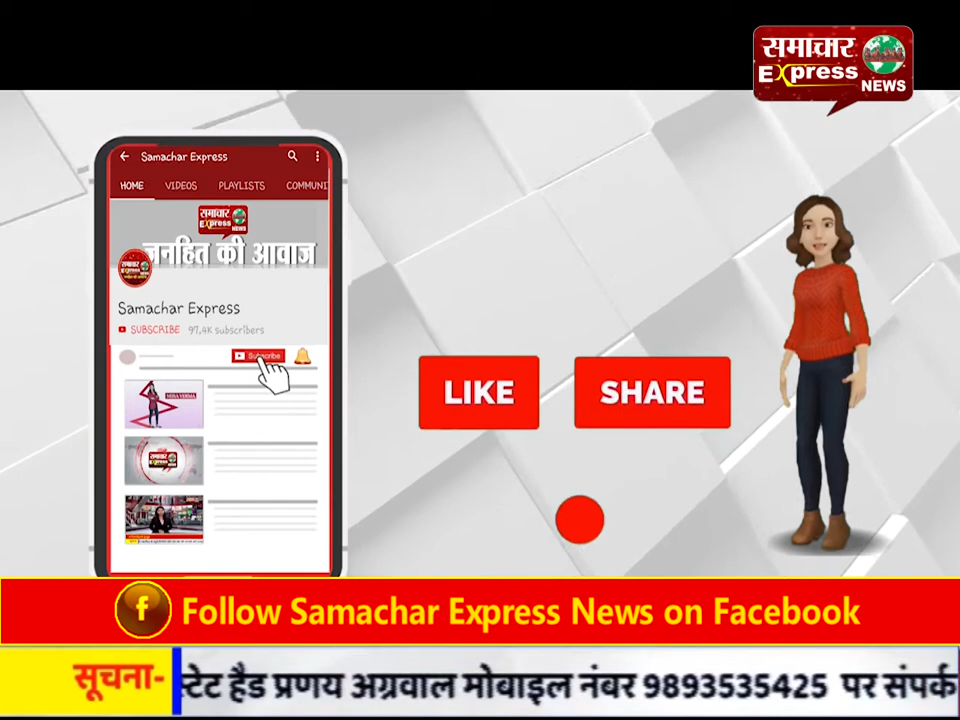 समाचार
Express
NEWS
Samachar Express
HOME VIDEOS PLAYLISTS COMMUNI
समाचार
Express
NEWS
जनहित की आवाज
Samachar Express
SUBSCRIBE 97.4K subscribers
Subscribe
LIKE SHARE
f Follow Samachar Express News on Facebook
सूचना- स्टेट हैड प्रणय अग्रवाल मोबाइल नंबर 9893535425 पर संपर्क